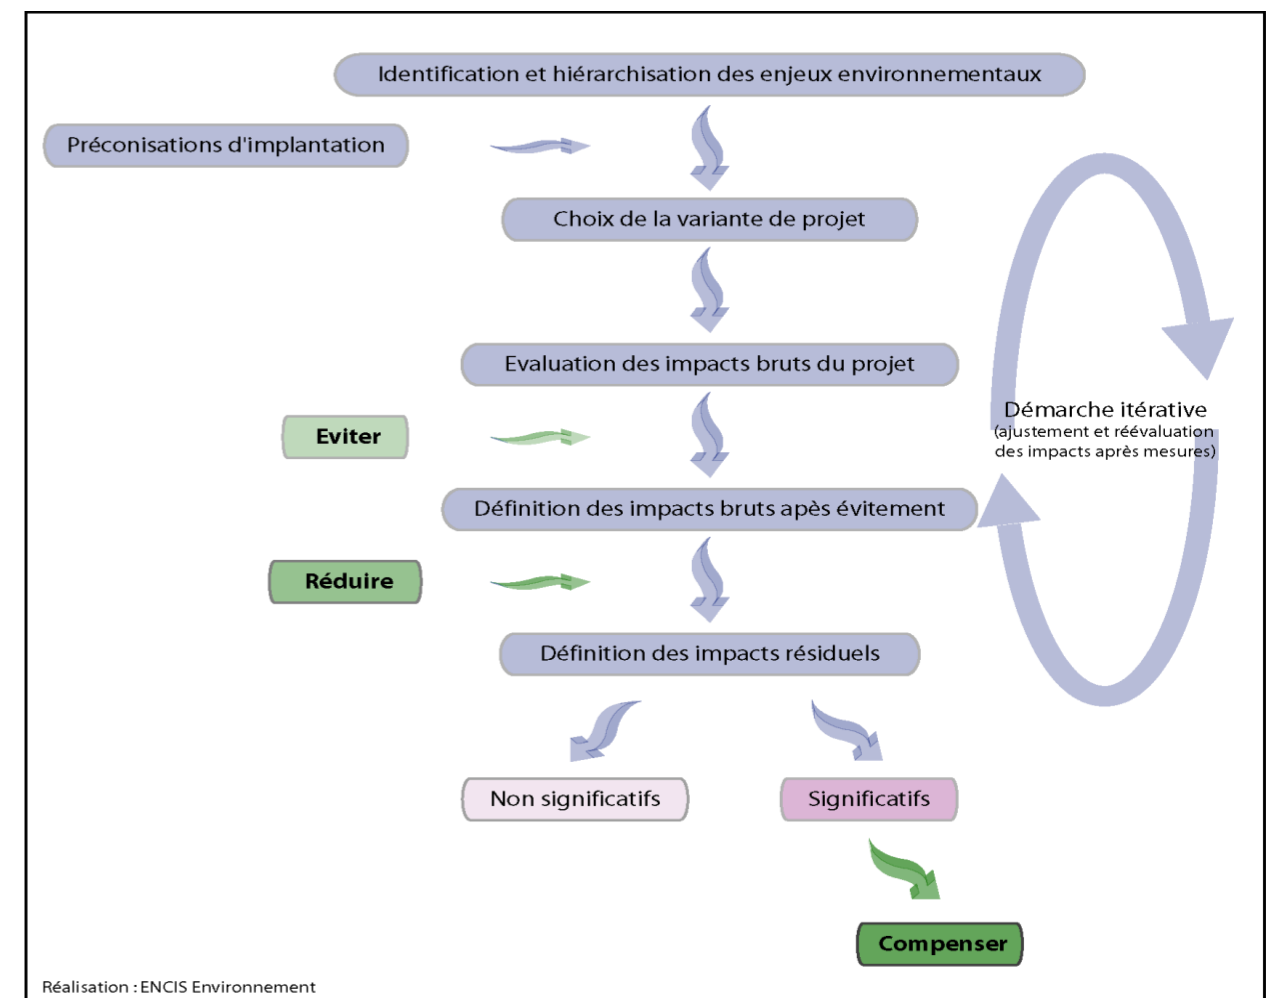 Identification et hiérarchisation des enjeux environnementaux
Préconisations d'implantation
Choix de la variante de projet
Evaluation des impacts bruts du projet
Démarche itérative
(ajustement et réévaluation
des impacts après mesures)
Eviter
Définition des impacts bruts apès évitement
Réduire
Définition des impacts résiduels
Non significatifs
Significatifs
Compenser
Réalisation : ENCIS Environnement